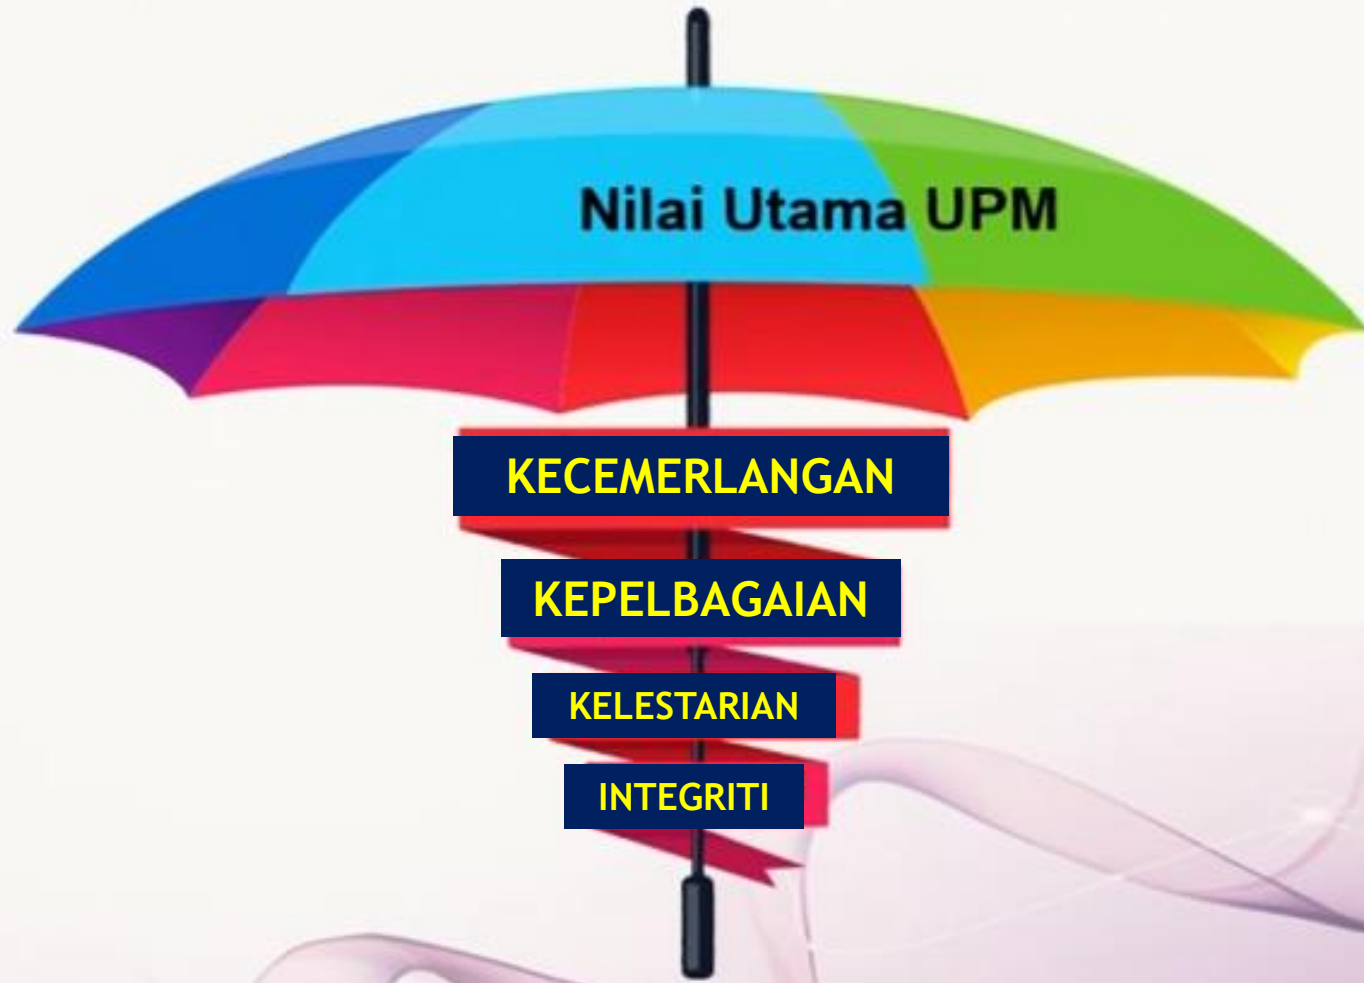 Nilai Utama UPM
KECEMERLANGAN
KEPELBAGAIAN
KELESTARIAN
INTEGRITI